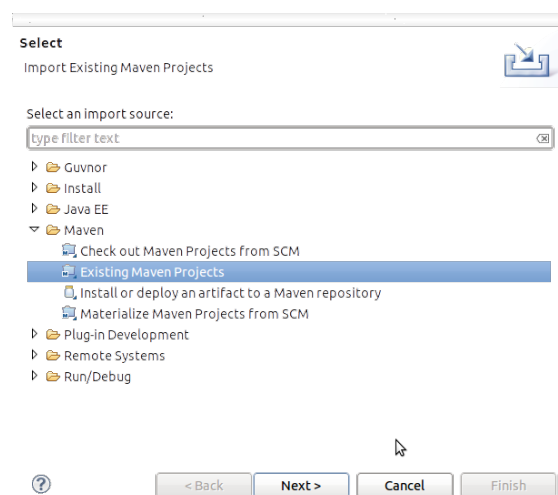 Select
Import Existing Maven Projects
Select an import source:
type filter text
Guvnor
Install
Java EE
Maven
Check out Maven Projects from SCM
Existing Maven Projects
Install or deploy an artifact to a Maven repository
Materialize Maven Projects from SCM
Plug-in Development
Remote Systems
Run/Debug
< Back Next > Cancel Finish